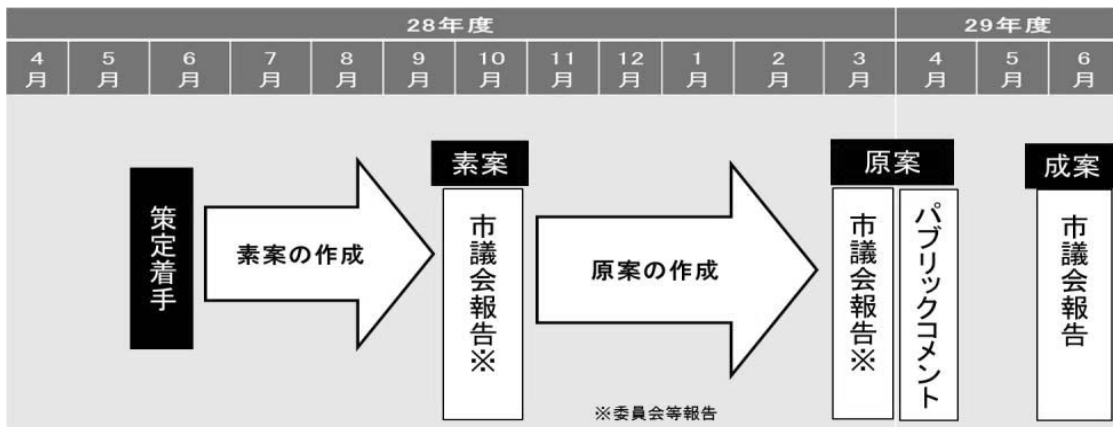 28年度
29年度
4月
5月
6月
7月
8月
9月
10月
11月
12月
1月
2月
3月
4月
5月
6月
策定着手
素案の作成
素案
市議会報告※
原案の作成
原案
市議会報告※
パブリックコメント
成案
市議会報告
※委員会等報告